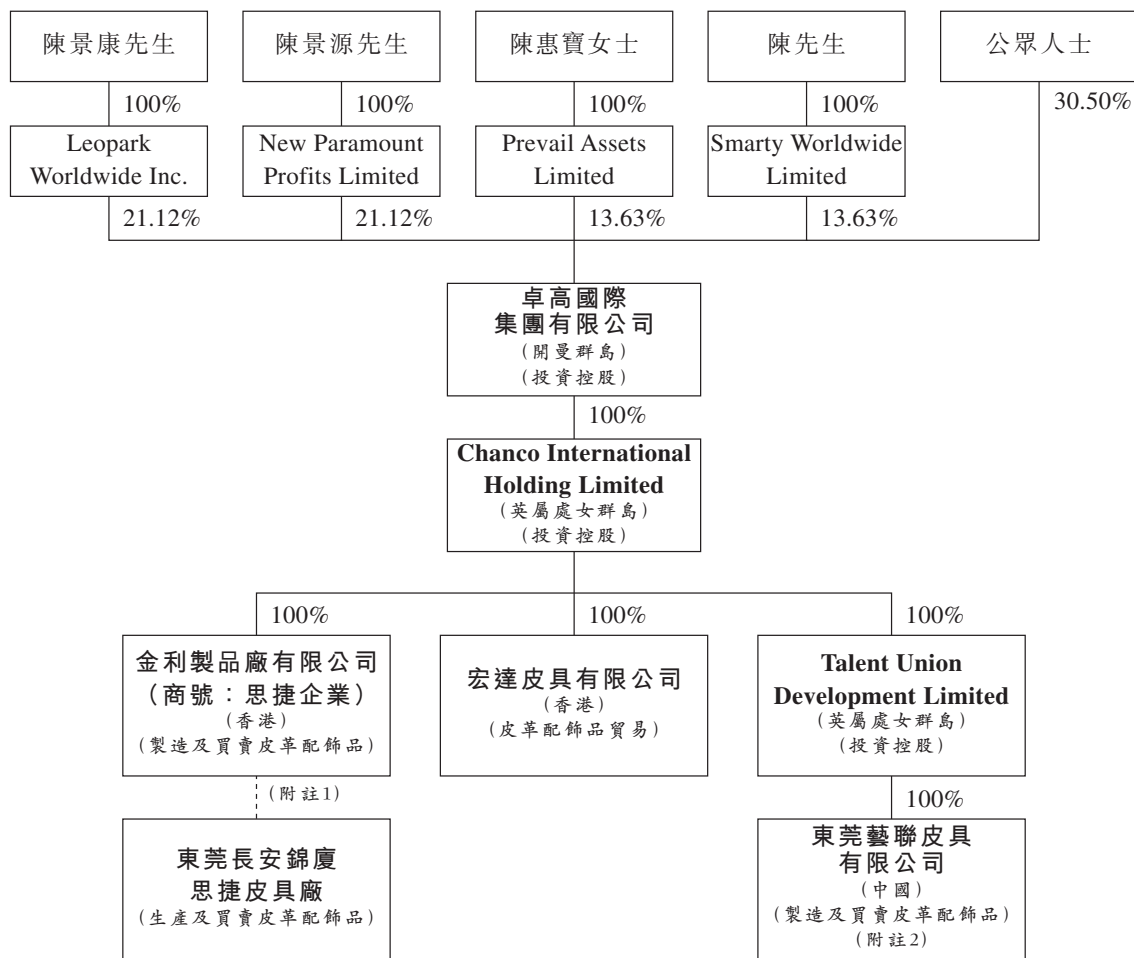 陳景康先生
陳景源先生
陳惠寶女士
陳先生
公眾人士
100%
100%
100%
100%
30.50%
Leopark
Worldwide Inc.
New Paramount
Profits Limited
Prevail Assets
Limited
Smarty Worldwide
Limited
21.12%
21.12%
13.63%
13.63%
卓高國際
集團有限公司
(開曼群島)
(投資控股)
100%
Chanco International
Holding Limited
(英屬處女群島)
(投資控股)
100%
100%
100%
金利製品廠有限公司
(商號：思捷企業)
(香港)
(製造及買賣皮革配飾品)
宏達皮具有限公司
(香港)
(皮革配飾品貿易)
Talent Union
Development Limited
(英屬處女群島)
(投資控股)
(附註1)
100%
東莞長安錦廈
思捷皮具廠
(生產及買賣皮革配飾品)
東莞藝聯皮具
有限公司
(中國)
(製造及買賣皮革配飾品)
(附註2)